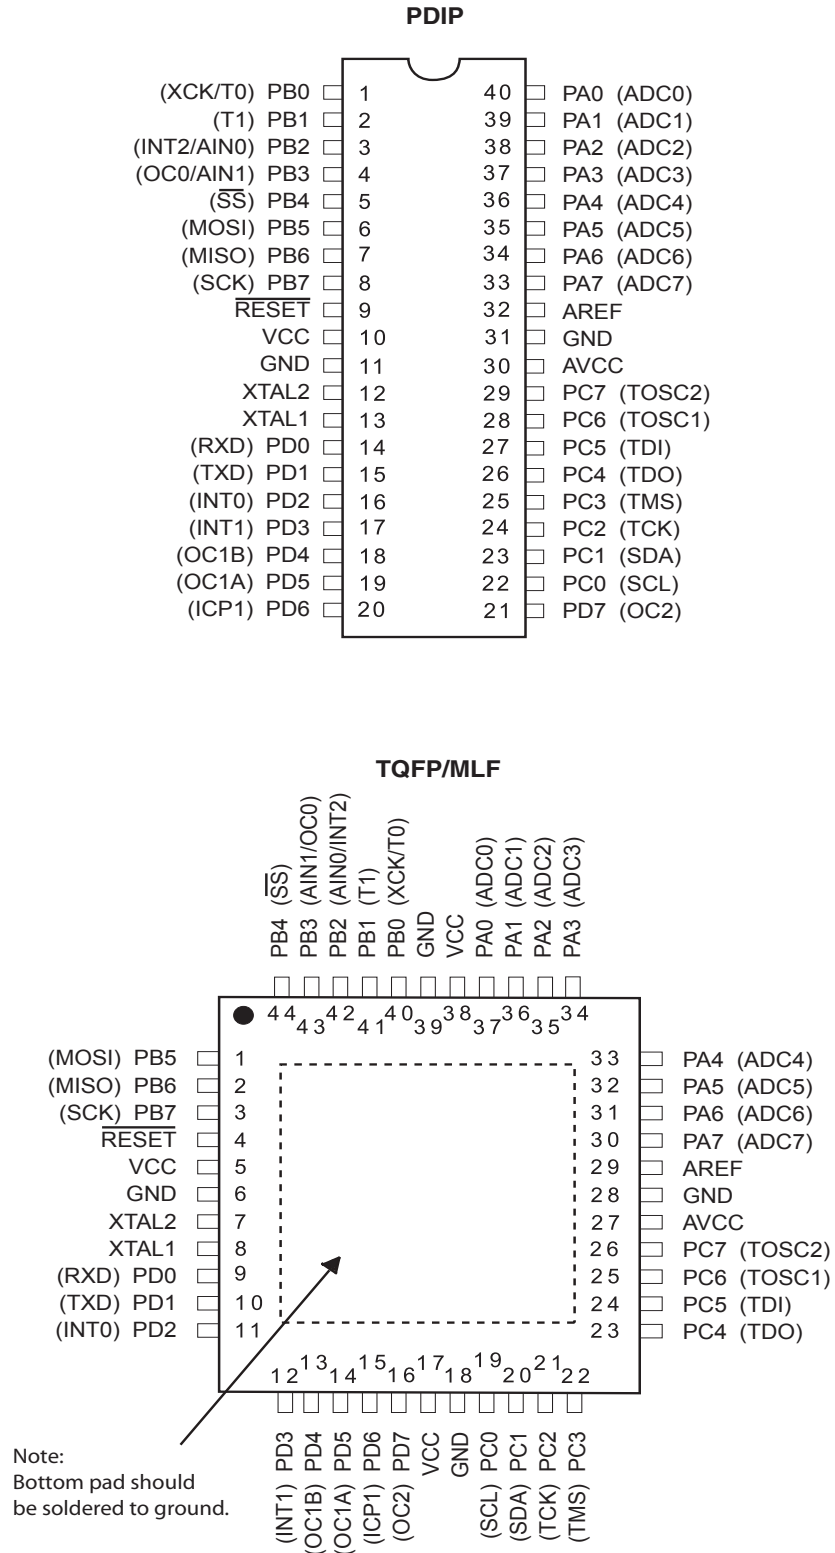 PDIP
(XCK/T0) PB0 1 40 PA0 (ADC0)
(T1) PB1 2 39 PA1 (ADC1)
(INT2/AIN0) PB2 3 38 PA2 (ADC2)
(OC0/AIN1) PB3 4 37 PA3 (ADC3)
(SS) PB4 5 36 PA4 (ADC4)
(MOSI) PB5 6 35 PA5 (ADC5)
(MISO) PB6 7 34 PA6 (ADC6)
(SCK) PB7 8 33 PA7 (ADC7)
RESET 9 32 AREF
VCC 10 31 GND
GND 11 30 AVCC
XTAL2 12 29 PC7 (TOSC2)
XTAL1 13 28 PC6 (TOSC1)
(RXD) PD0 14 27 PC5 (TDI)
(TXD) PD1 15 26 PC4 (TDO)
(INT0) PD2 16 25 PC3 (TMS)
(INT1) PD3 17 24 PC2 (TCK)
(OC1B) PD4 18 23 PC1 (SDA)
(OC1A) PD5 19 22 PC0 (SCL)
(ICP1) PD6 20 21 PD7 (OC2)
TQFP/MLF
PB4 (SS)
PB3 (AIN1/OC0)
PB2 (AIN0/INT2)
PB1 (T1)
PB0 (XCK/T0)
GND
VCC
PA0 (ADC0)
PA1 (ADC1)
PA2 (ADC2)
PA3 (ADC3)
44 43 42 41 40 39 38 37 36 35 34
(MOSI) PB5 1 33 PA4 (ADC4)
(MISO) PB6 2 32 PA5 (ADC5)
(SCK) PB7 3 31 PA6 (ADC6)
RESET 4 30 PA7 (ADC7)
VCC 5 29 AREF
GND 6 28 GND
XTAL2 7 27 AVCC
XTAL1 8 26 PC7 (TOSC2)
(RXD) PD0 9 25 PC6 (TOSC1)
(TXD) PD1 10 24 PC5 (TDI)
(INT0) PD2 11 23 PC4 (TDO)
12 13 14 15 16 17 18 19 20 21 22
(INT1) PD3
(OC1B) PD4
(OC1A) PD5
(ICP1) PD6
(OC2) PD7
VCC
GND
(SCL) PC0
(SDA) PC1
(TCK) PC2
(TMS) PC3
Note:
Bottom pad should
be soldered to ground.